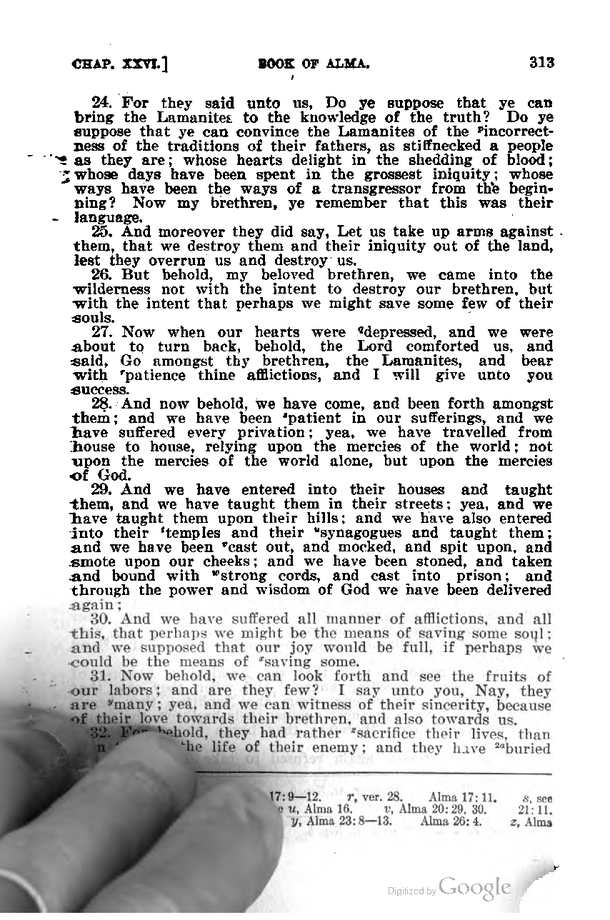 CHAP. XXVI.] BOOK OF ALMA. 313
24. For they said unto us, Do ye suppose that ye can
bring the Lamanites to the knowledge of the truth? Do ye
suppose that ye can convince the Lamanites of the ᵖincorrect-
ness of the traditions of their fathers, as stiffnecked a people
as they are; whose hearts delight in the shedding of blood;
whose days have been spent in the grossest iniquity; whose
ways have been the ways of a transgressor from the begin-
ning? Now my brethren, ye remember that this was their
language.
25. And moreover they did say, Let us take up arms against
them, that we destroy them and their iniquity out of the land,
lest they overrun us and destroy us.
26. But behold, my beloved brethren, we came into the
wilderness not with the intent to destroy our brethren, but
with the intent that perhaps we might save some few of their
souls.
27. Now when our hearts were ᑫdepressed, and we were
about to turn back, behold, the Lord comforted us, and
said, Go amongst thy brethren, the Lamanites, and bear
with ʳpatience thine afflictions, and I will give unto you
success.
28. And now behold, we have come, and been forth amongst
them; and we have been ˢpatient in our sufferings, and we
have suffered every privation; yea, we have travelled from
house to house, relying upon the mercies of the world; not
upon the mercies of the world alone, but upon the mercies
of God.
29. And we have entered into their houses and taught
them, and we have taught them in their streets; yea, and we
have taught them upon their hills; and we have also entered
into their ᵗtemples and their ᵘsynagogues and taught them;
and we have been ᵛcast out, and mocked, and spit upon, and
smote upon our cheeks; and we have been stoned, and taken
and bound with ʷstrong cords, and cast into prison; and
through the power and wisdom of God we have been delivered
again;
30. And we have suffered all manner of afflictions, and all
this, that perhaps we might be the means of saving some soul;
and we supposed that our joy would be full, if perhaps we
could be the means of ˣsaving some.
31. Now behold, we can look forth and see the fruits of
our labors; and are they few? I say unto you, Nay, they
are ʸmany; yea, and we can witness of their sincerity, because
of their love towards their brethren, and also towards us.
32. For behold, they had rather ᶻsacrifice their lives, than
the life of their enemy; and they have ²ᵃburied
17:9—12. r, ver. 28. Alma 17:11. s, see
u, Alma 16. v, Alma 20:29, 30. 21:11.
y, Alma 23:8—13. Alma 26:4. z, Alma
Digitized by Google